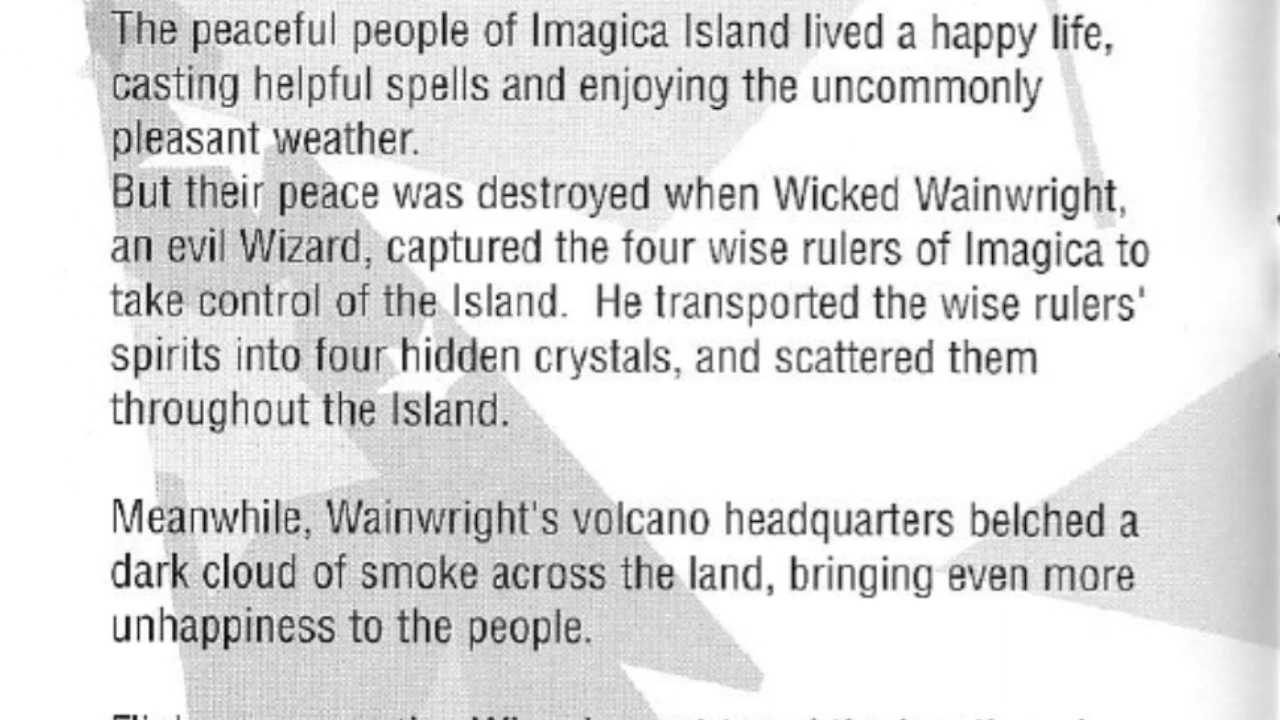 The peaceful people of Imagica Island lived a happy life,
casting helpful spells and enjoying the uncommonly
pleasant weather.
But their peace was destroyed when Wicked Wainwright,
an evil Wizard, captured the four wise rulers of Imagica to
take control of the Island.  He transported the wise rulers'
spirits into four hidden crystals, and scattered them
throughout the Island.

Meanwhile, Wainwright's volcano headquarters belched a
dark cloud of smoke across the land, bringing even more
unhappiness to the people.